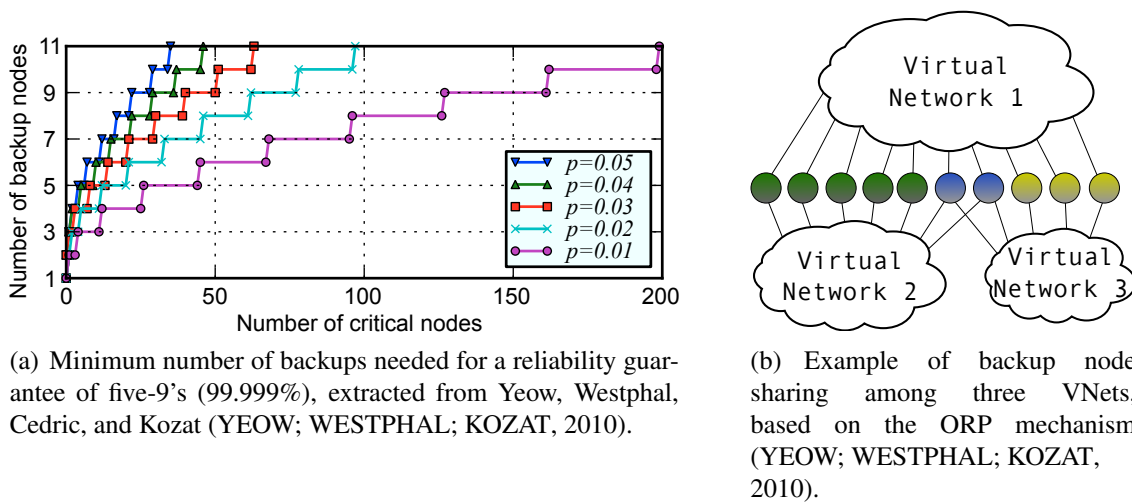 11
9
7
5
3
1
Number of backup nodes
0
50
100
150
200
Number of critical nodes
p=0.05
p=0.04
p=0.03
p=0.02
p=0.01
(a) Minimum number of backups needed for a reliability guar-
antee of five-9's (99.999%), extracted from Yeow, Westphal,
Cedric, and Kozat (YEOW; WESTPHAL; KOZAT, 2010).
Virtual
Network 1
Virtual
Network 2
Virtual
Network 3
(b) Example of backup node
sharing among three VNets,
based on the ORP mechanism
(YEOW; WESTPHAL; KOZAT,
2010).